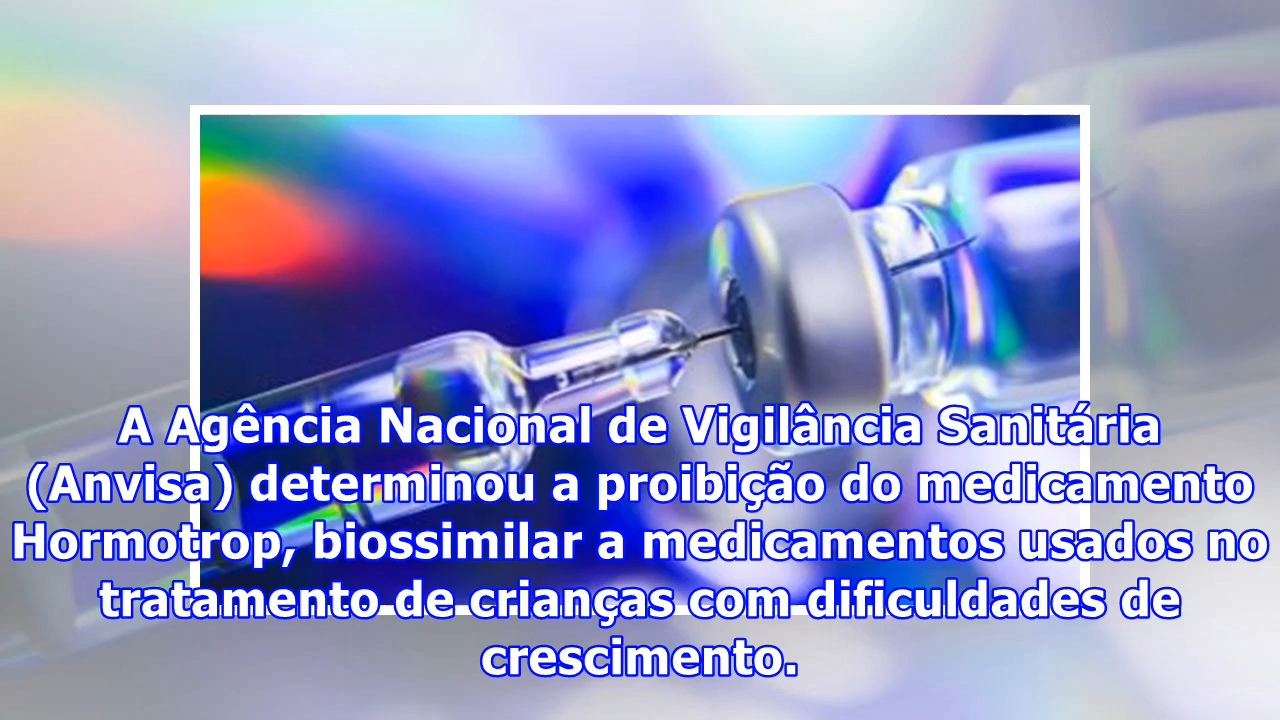 A Agência Nacional de Vigilância Sanitária
(Anvisa) determinou a proibição do medicamento
Hormotrop, biossimilar a medicamentos usados no
tratamento de crianças com dificuldades de
crescimento.